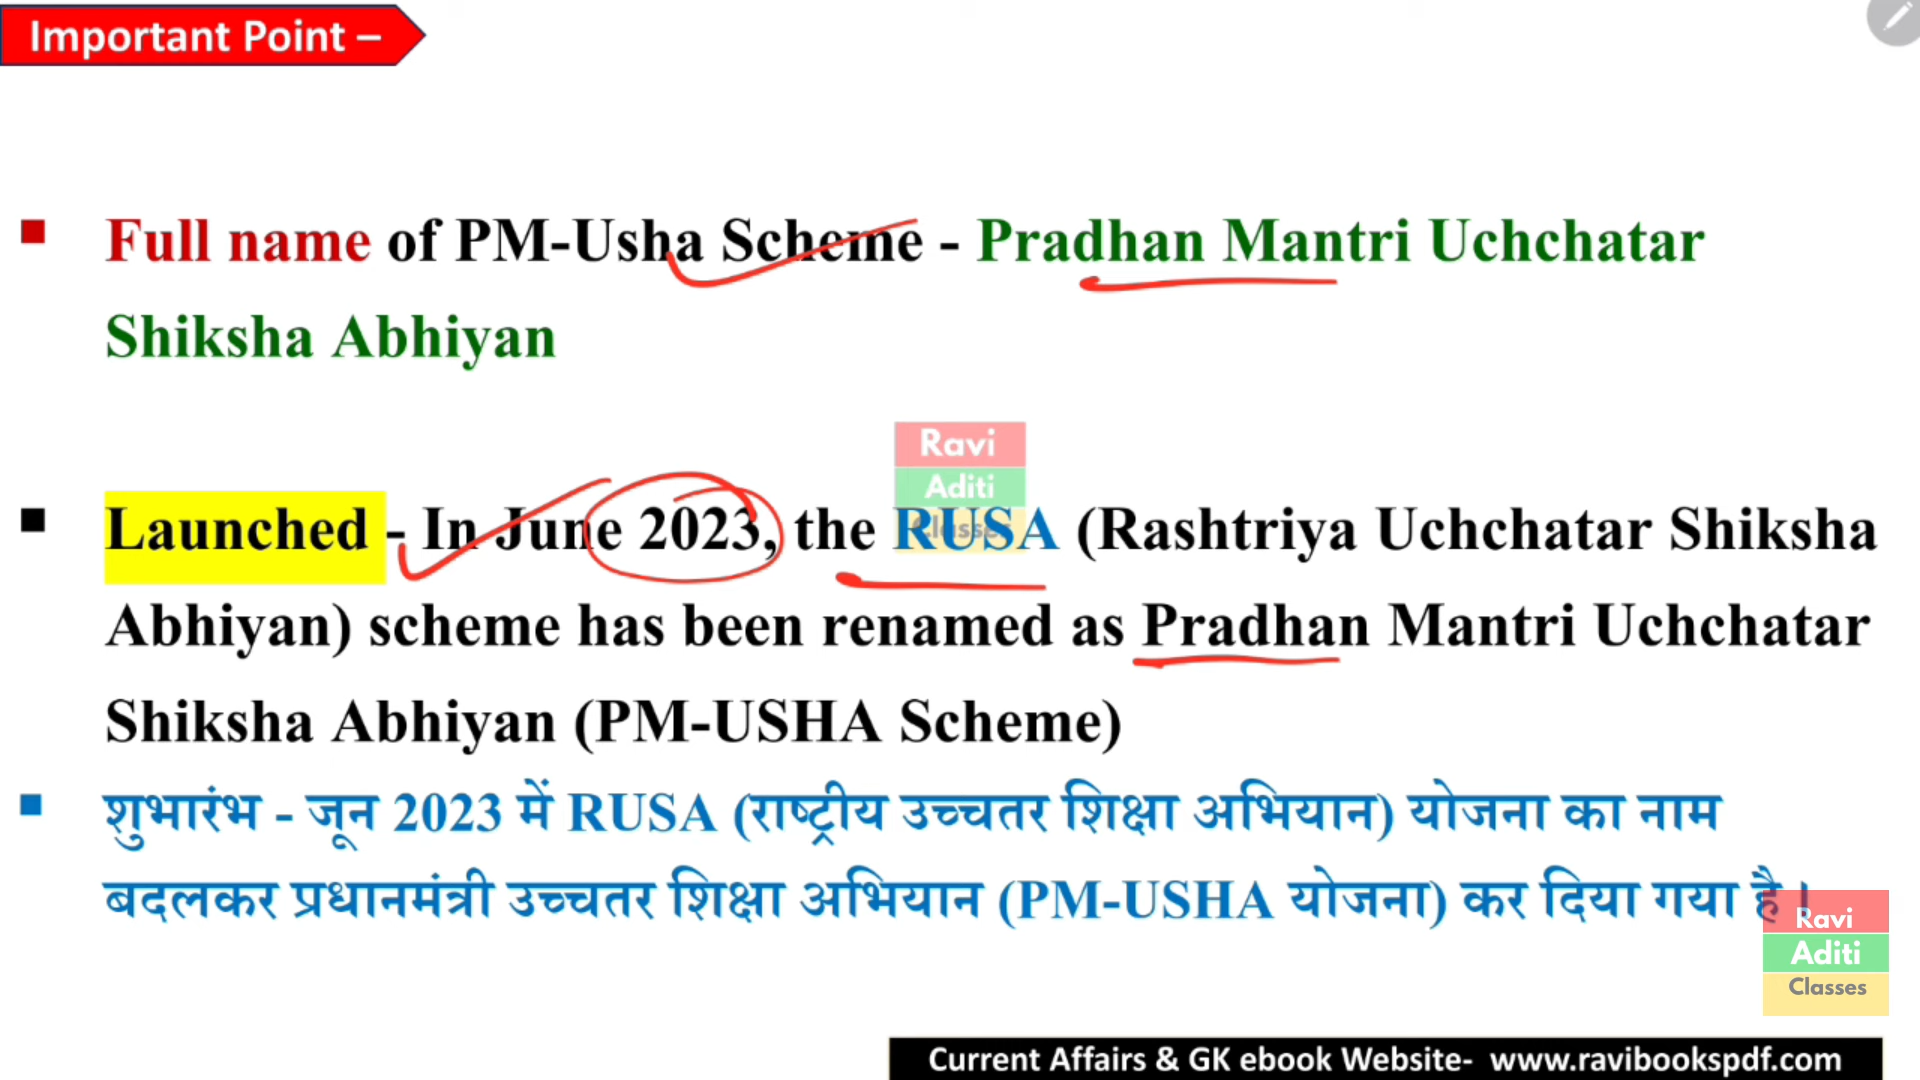 Important Point –
Full name of PM-Usha Scheme - Pradhan Mantri Uchchatar
Shiksha Abhiyan
Ravi
Aditi
Classes
Launched - In June 2023, the RUSA (Rashtriya Uchchatar Shiksha
Abhiyan) scheme has been renamed as Pradhan Mantri Uchchatar
Shiksha Abhiyan (PM-USHA Scheme)
शुभारंभ - जून 2023 में RUSA (राष्ट्रीय उच्चतर शिक्षा अभियान) योजना का नाम
बदलकर प्रधानमंत्री उच्चतर शिक्षा अभियान (PM-USHA योजना) कर दिया गया है।
Ravi
Aditi
Classes
Current Affairs & GK ebook Website- www.ravibookspdf.com